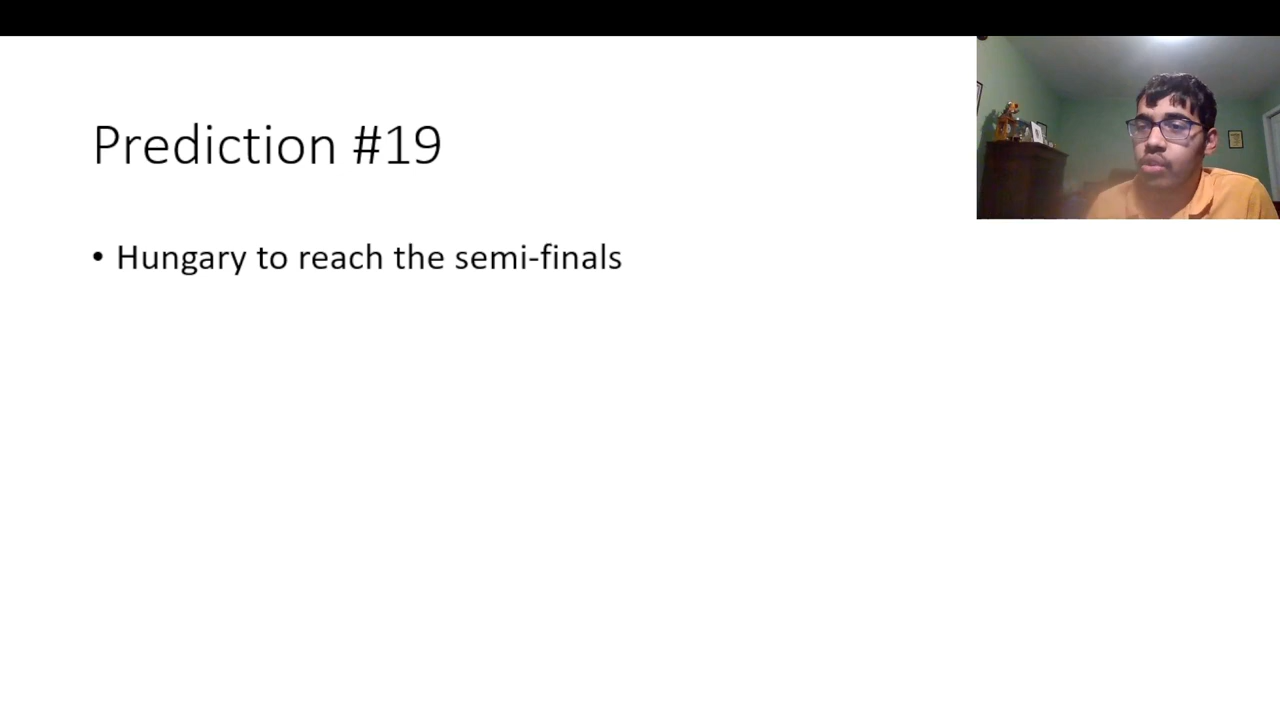 Prediction #19
• Hungary to reach the semi-finals